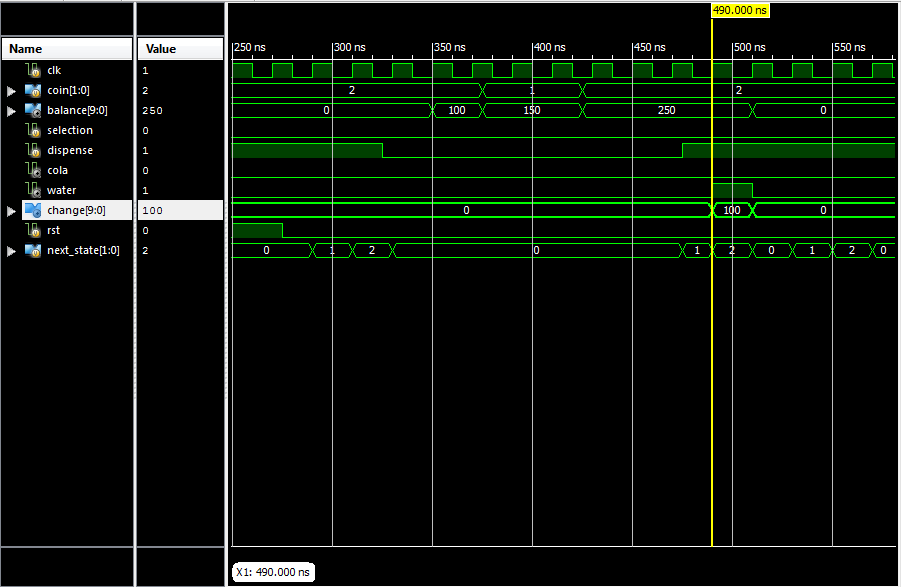 490.000 ns
Name Value 250 ns 300 ns 350 ns 400 ns 450 ns 500 ns 550 ns
clk 1
coin[1:0] 2 2 1 2
balance[9:0] 250 0 100 150 250 0
selection 0
dispense 1
cola 0
water 1
change[9:0] 100 0 100 0
rst 0
next_state[1:0] 2 0 1 2 0 1 2 0 1 2 0
X1: 490.000 ns